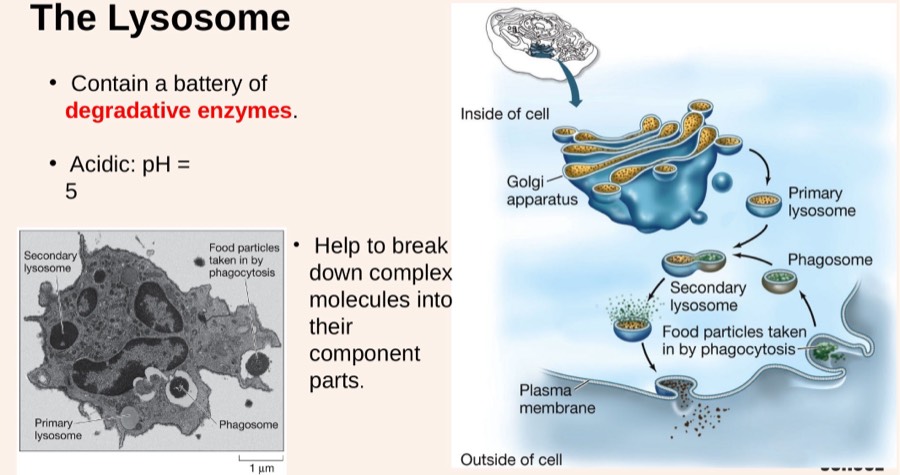 The Lysosome
• Contain a battery of
degradative enzymes.
• Acidic: pH =
5
Secondary
lysosome
Food particles
taken in by
phagocytosis
Primary
lysosome
Phagosome
1 μm
• Help to break
down complex
molecules into
their
component
parts.
Inside of cell
Golgi
apparatus
Primary
lysosome
Phagosome
Secondary
lysosome
Food particles taken
in by phagocytosis
Plasma
membrane
Outside of cell